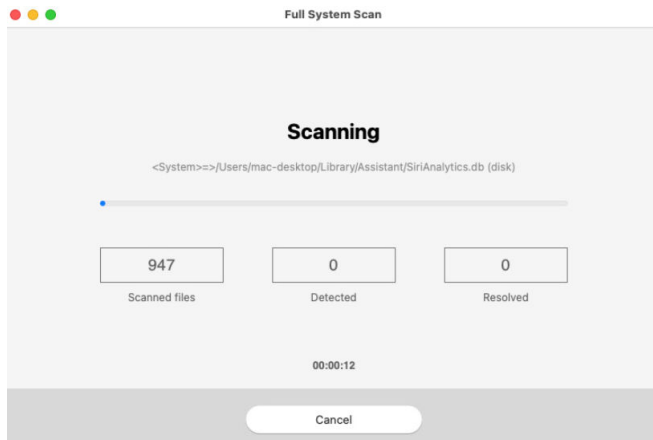 Full System Scan
Scanning
<System>=>/Users/mac-desktop/Library/Assistant/SiriAnalytics.db (disk)
947 0 0
Scanned files Detected Resolved
00:00:12
Cancel